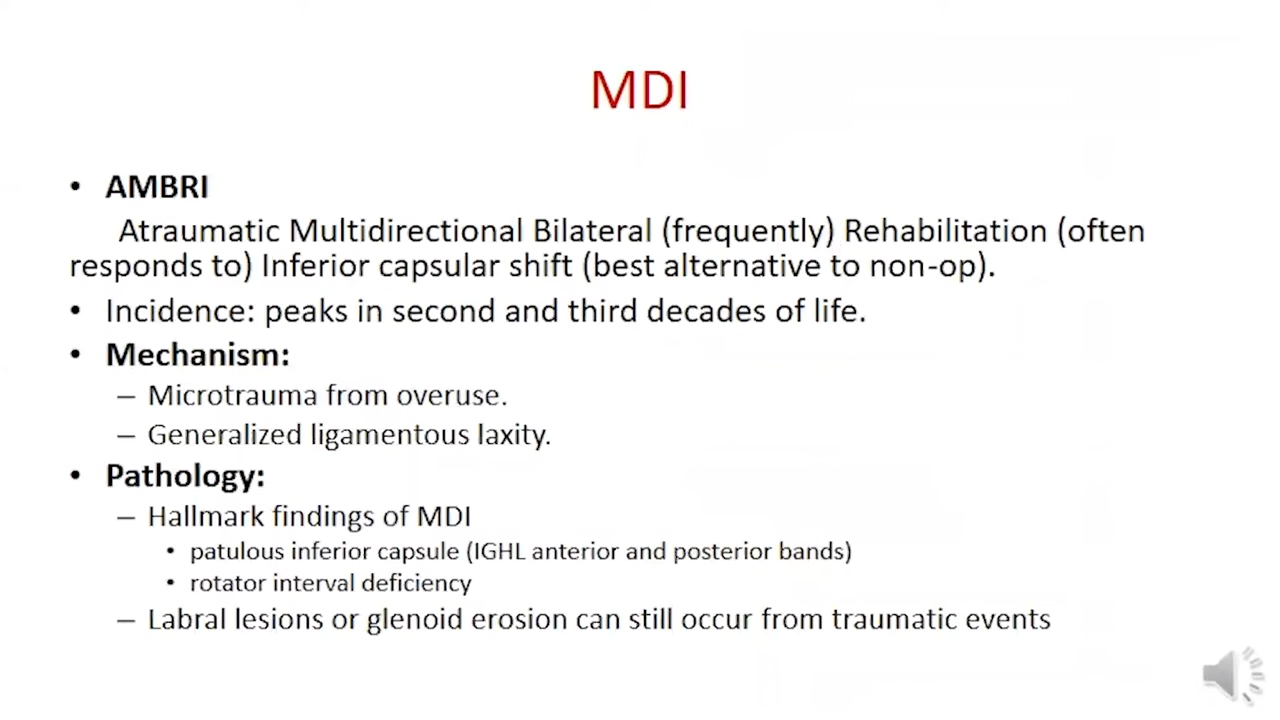 MDI
• AMBRI
Atraumatic Multidirectional Bilateral (frequently) Rehabilitation (often
responds to) Inferior capsular shift (best alternative to non-op).
• Incidence: peaks in second and third decades of life.
• Mechanism:
– Microtrauma from overuse.
– Generalized ligamentous laxity.
• Pathology:
– Hallmark findings of MDI
• patulous inferior capsule (IGHL anterior and posterior bands)
• rotator interval deficiency
– Labral lesions or glenoid erosion can still occur from traumatic events